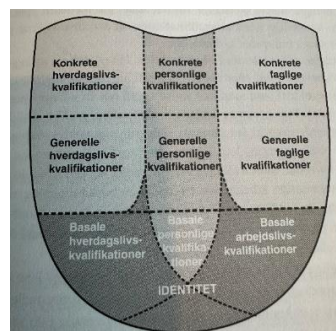 Konkrete
hverdagslivs-
kvalifikationer
Konkrete
personlige
kvalifikationer
Konkrete
faglige
kvalifikationer
Generelle
hverdagslivs-
kvalifikationer
Generelle
personlige
kvalifikationer
Generelle
faglige
kvalifikationer
Basale
hverdagslivs-
kvalifikationer
Basale
personlige
kvalifika-
tioner
Basale
arbejdslivs-
kvalifikationer
IDENTITET